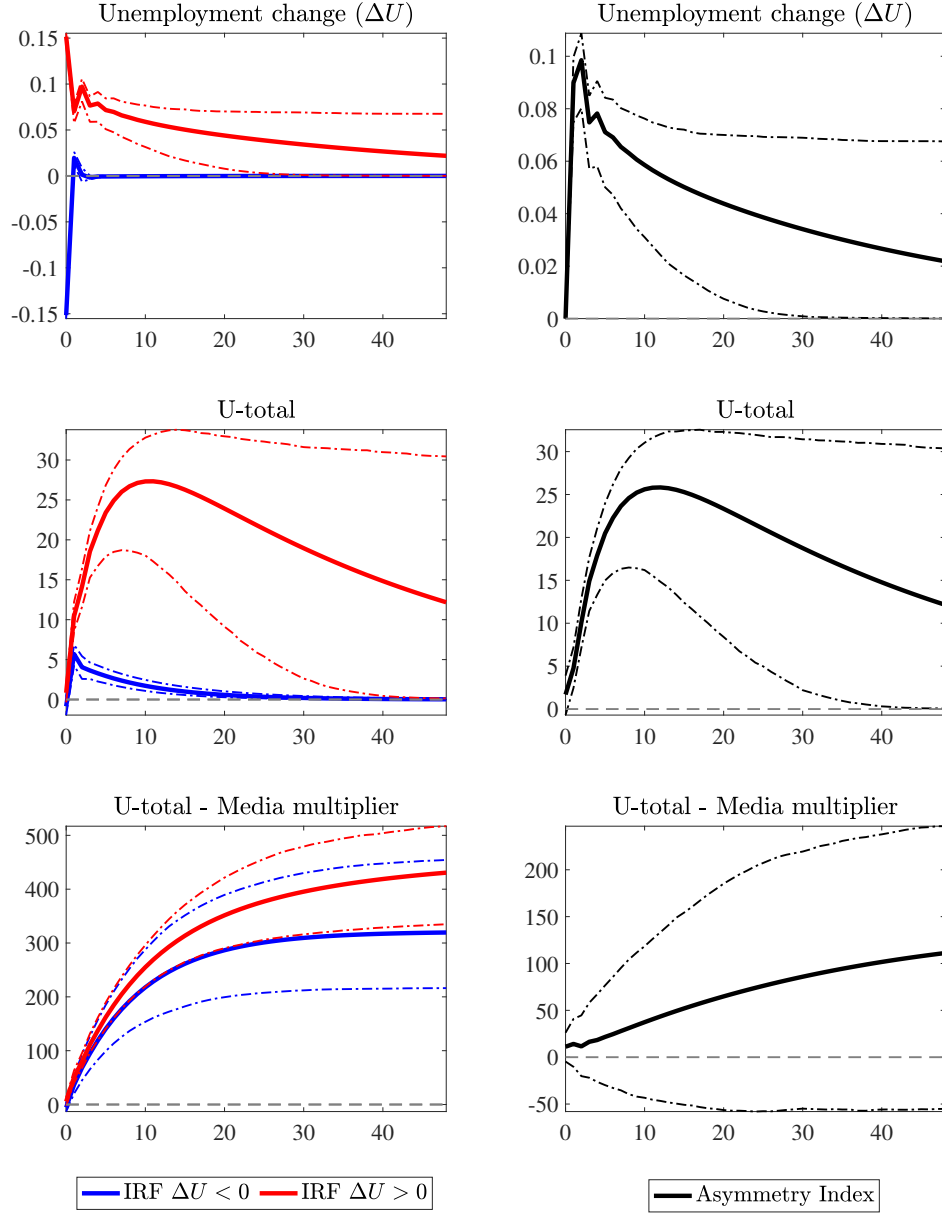 Unemployment change (ΔU)
0.15
0.1
0.05
0
-0.05
-0.1
-0.15
0 10 20 30 40
Unemployment change (ΔU)
0.1
0.08
0.06
0.04
0.02
0
0 10 20 30 40
U-total
30
25
20
15
10
5
0
0 10 20 30 40
U-total
30
25
20
15
10
5
0
0 10 20 30 40
U-total - Media multiplier
500
400
300
200
100
0
0 10 20 30 40
U-total - Media multiplier
200
150
100
50
0
-50
0 10 20 30 40
IRF ΔU < 0 IRF ΔU > 0
Asymmetry Index